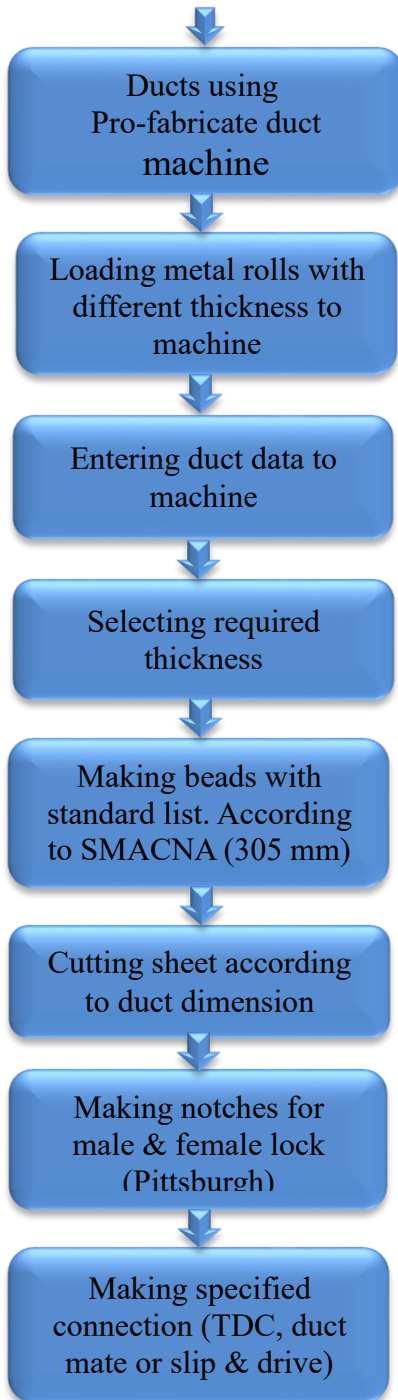 Ducts using
Pro-fabricate duct
machine
Loading metal rolls with
different thickness to
machine
Entering duct data to
machine
Selecting required
thickness
Making beads with
standard list. According
to SMACNA (305 mm)
Cutting sheet according
to duct dimension
Making notches for
male & female lock
(Pittsburgh)
Making specified
connection (TDC, duct
mate or slip & drive)